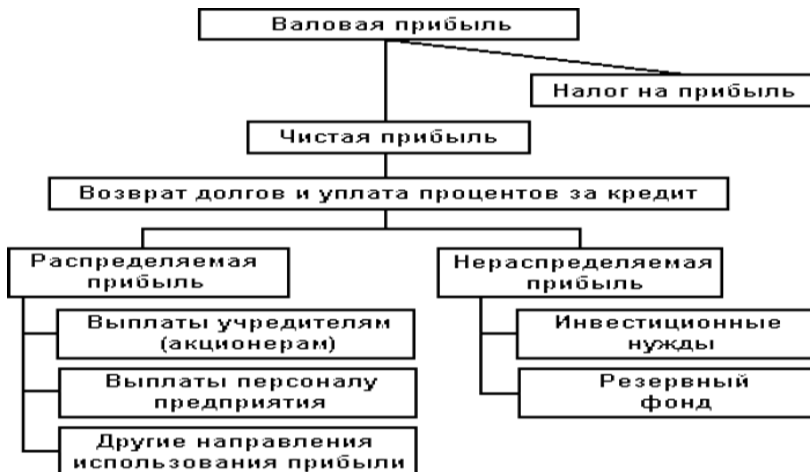 Валовая прибыль
Налог на прибыль
Чистая прибыль
Возврат долгов и уплата процентов за кредит
Распределяемая
прибыль
Нераспределяемая
прибыль
Выплаты учредителям
(акционерам)
Инвестиционные
нужды
Выплаты персоналу
предприятия
Резервный
фонд
Другие направления
использования прибыли